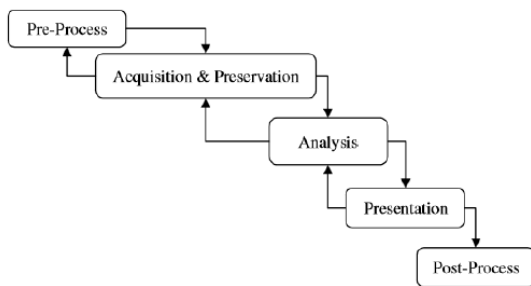 Pre-Process
Acquisition & Preservation
Analysis
Presentation
Post-Process